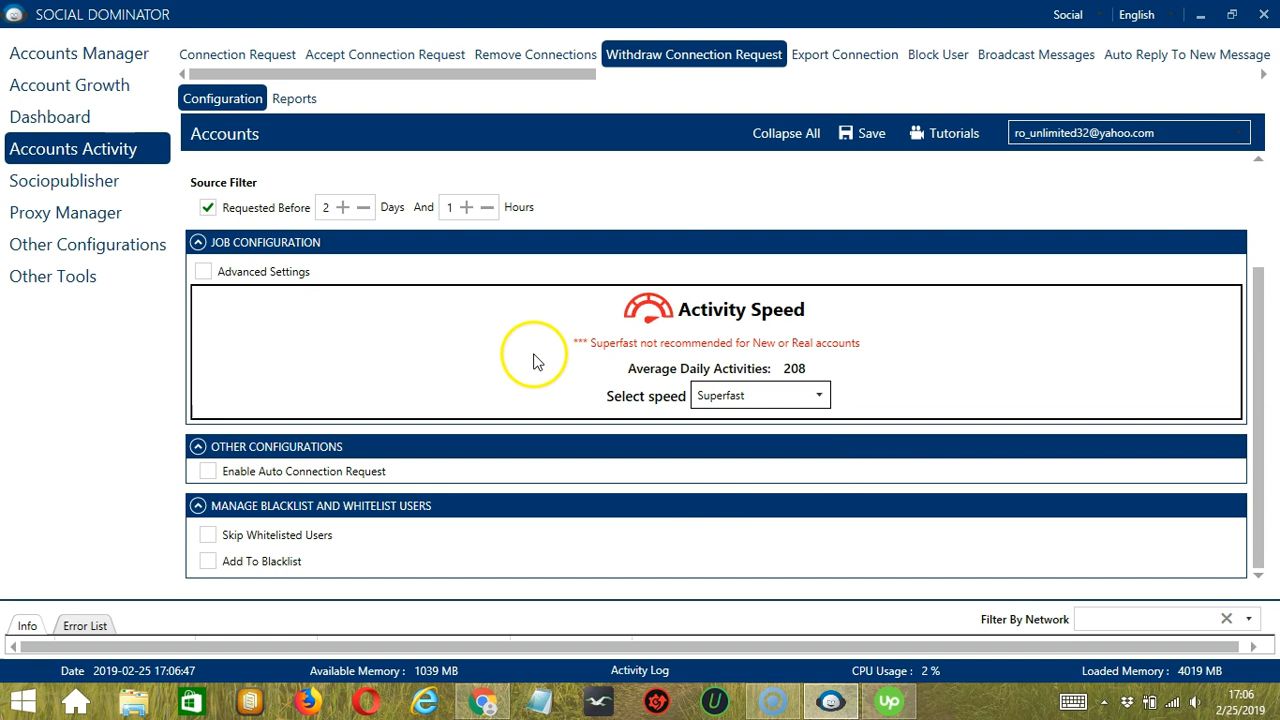 SOCIAL DOMINATOR
Social
English
Accounts Manager
Account Growth
Dashboard
Accounts Activity
Sociopublisher
Proxy Manager
Other Configurations
Other Tools
Connection Request
Accept Connection Request
Remove Connections
Withdraw Connection Request
Export Connection
Block User
Broadcast Messages
Auto Reply To New Message
Configuration
Reports
Accounts
Collapse All
Save
Tutorials
ro_unlimited32@yahoo.com
Source Filter
Requested Before 2 Days And 1 Hours
JOB CONFIGURATION
Advanced Settings
Activity Speed
*** Superfast not recommended for New or Real accounts
Average Daily Activities: 208
Select speed Superfast
OTHER CONFIGURATIONS
Enable Auto Connection Request
MANAGE BLACKLIST AND WHITELIST USERS
Skip Whitelisted Users
Add To Blacklist
Info
Error List
Filter By Network
Date 2019-02-25 17:06:47
Available Memory : 1039 MB
Activity Log
CPU Usage : 2 %
Loaded Memory : 4019 MB
Up
17:06
2/25/2019